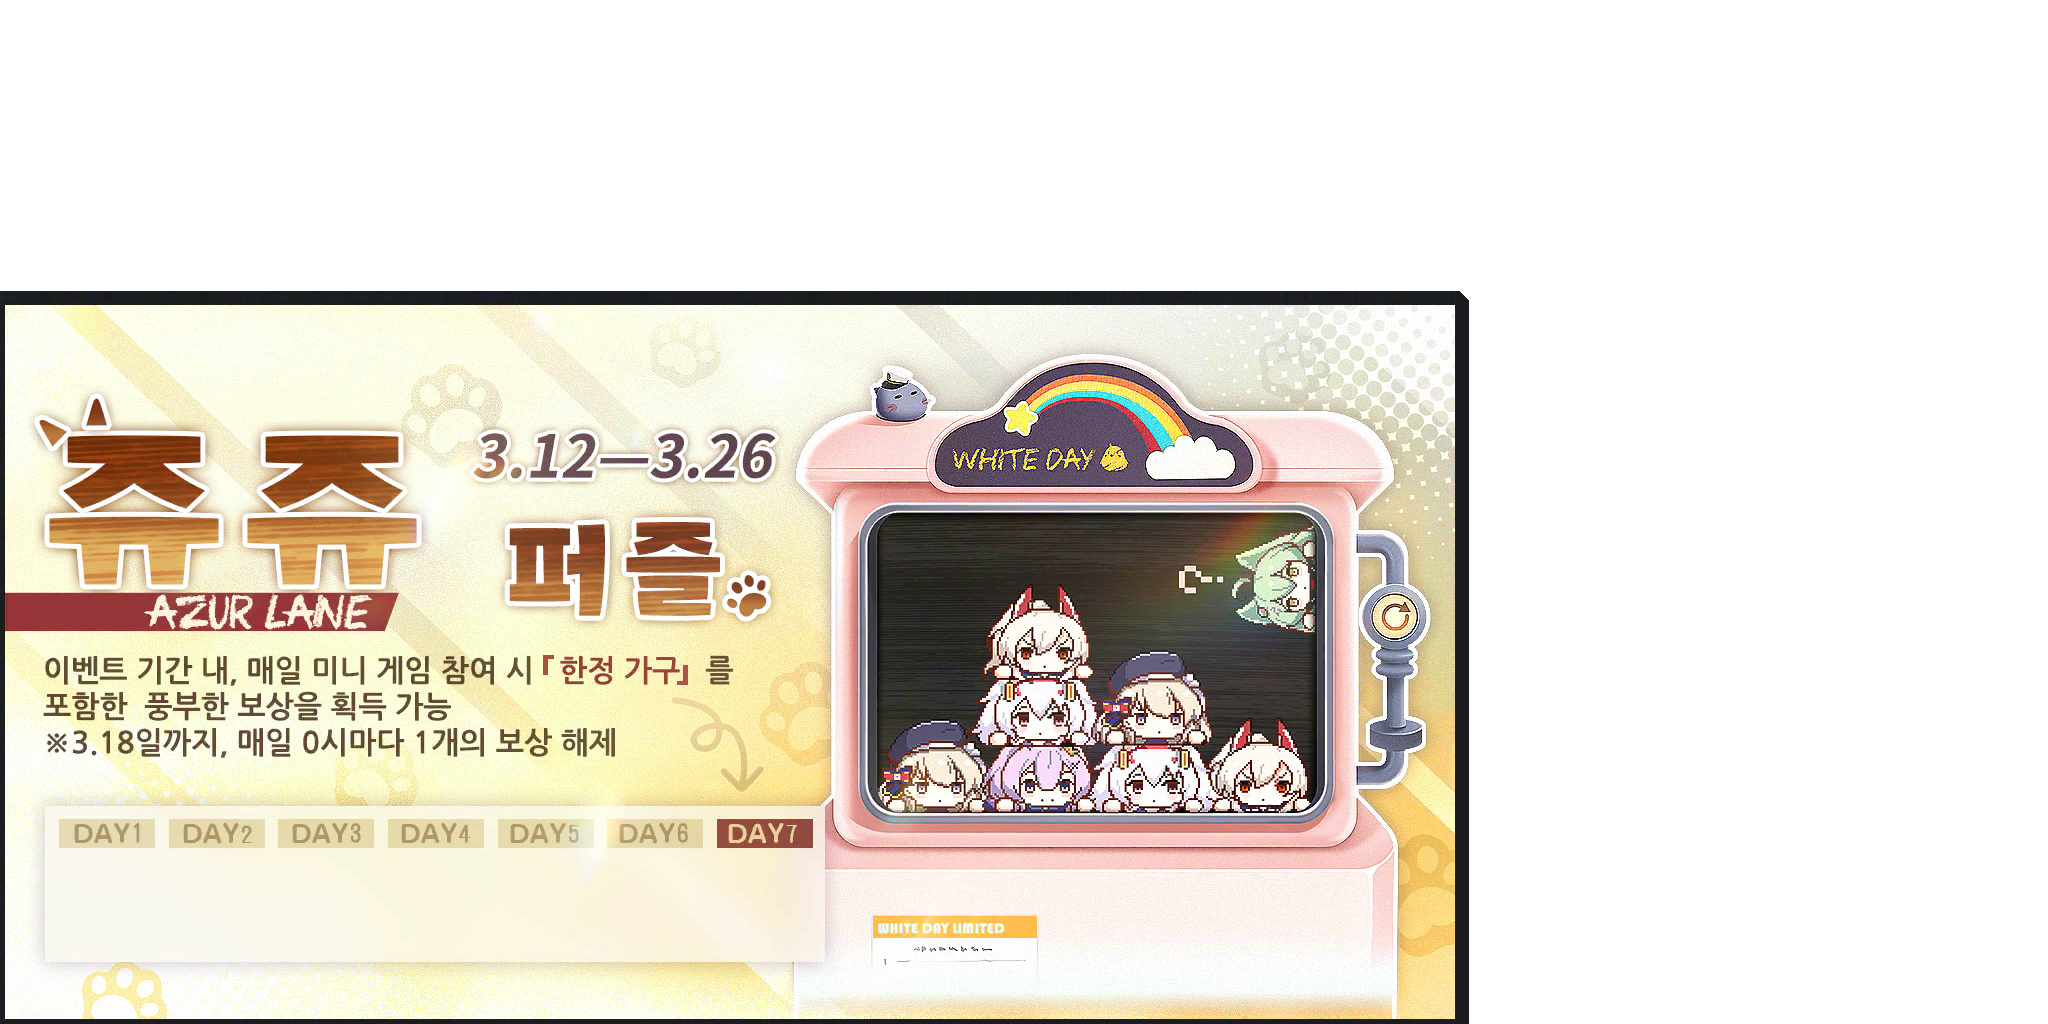 쥬쥬
3.12—3.26
퍼즐
AZUR LANE
이벤트 기간 내, 매일 미니 게임 참여 시「한정 가구」를
포함한 풍부한 보상을 획득 가능
※3.18일까지, 매일 0시마다 1개의 보상 해제
DAY1 DAY2 DAY3 DAY4 DAY5 DAY6 DAY7
WHITE DAY
WHITE DAY LIMITED